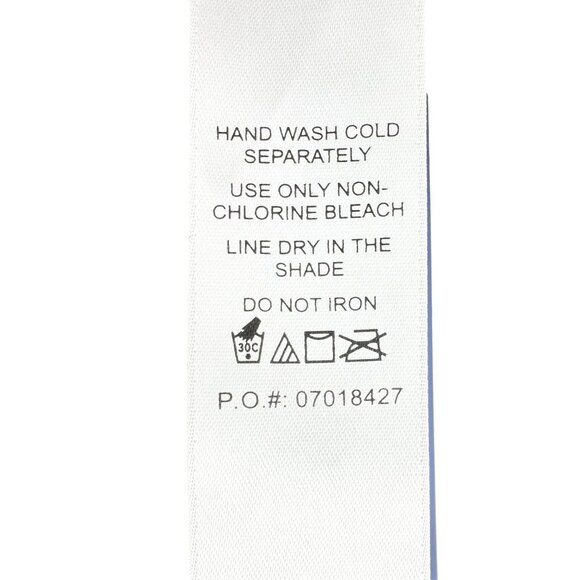 HAND WASH COLD
SEPARATELY
USE ONLY NON-
CHLORINE BLEACH
LINE DRY IN THE
SHADE
DO NOT IRON
30C
P.O.#: 07018427